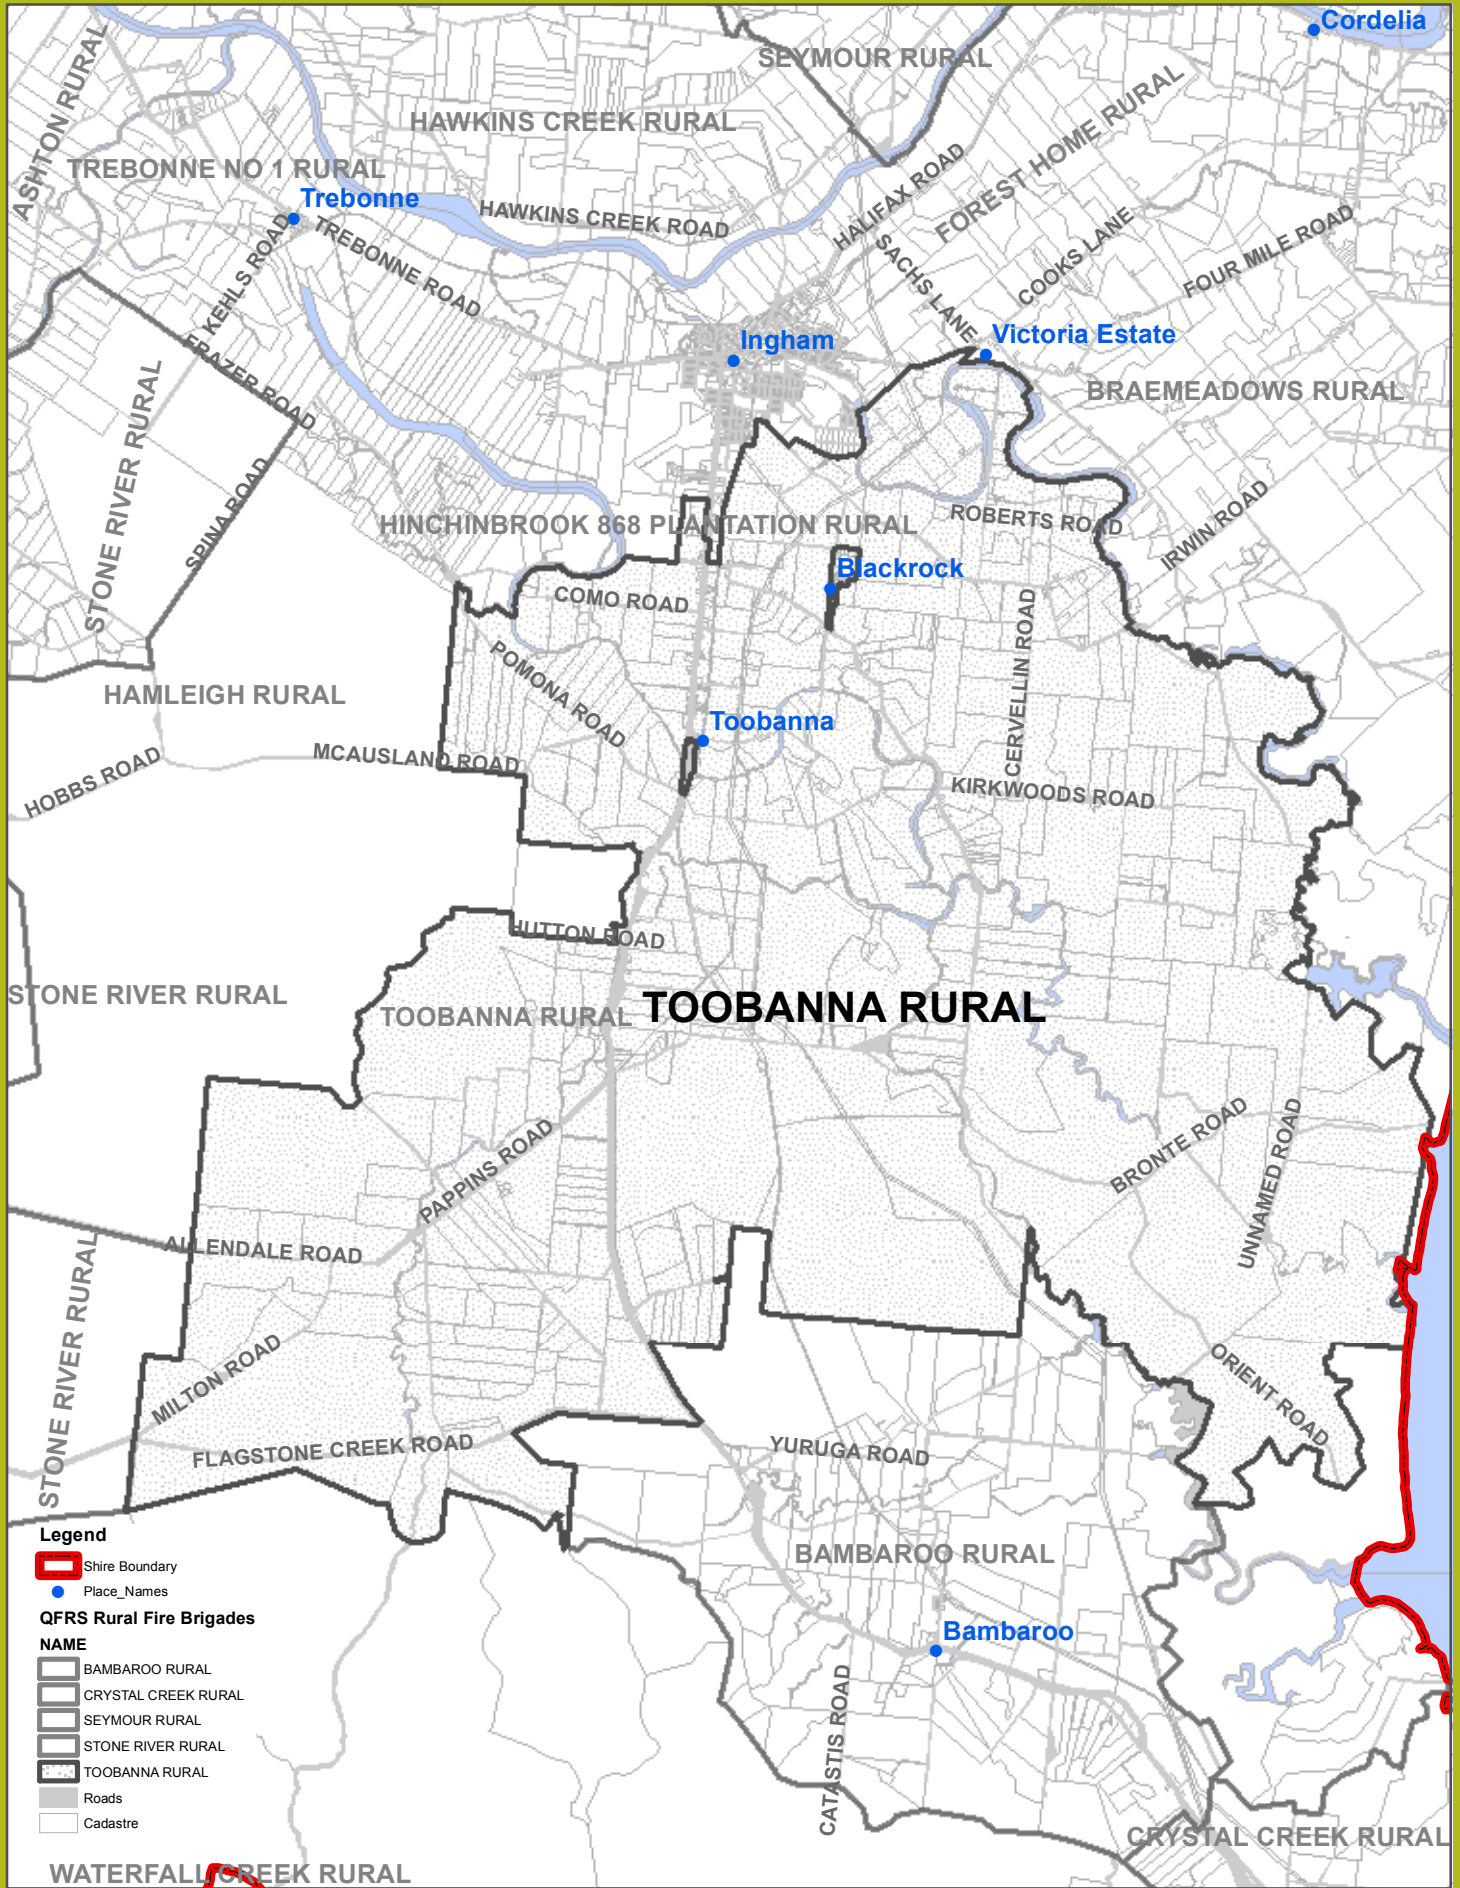 Cordelia
SEYMOUR RURAL
ASHTON RURAL
HAWKINS CREEK RURAL
FOREST HOME RURAL
TREBONNE NO 1 RURAL
Trebonne
HAWKINS CREEK ROAD
HALIFAX ROAD
TREBONNE ROAD
KEHLS ROAD
SACHS LANE
COOKS LANE
FOUR MILE ROAD
Ingham
Victoria Estate
FRAZER ROAD
BRAEMEADOWS RURAL
STONE RIVER RURAL
SPINA ROAD
HINCHINBROOK 868 PLANTATION RURAL
ROBERTS ROAD
IRWIN ROAD
Blackrock
COMO ROAD
CERVELLIN ROAD
POMONA ROAD
HAMLEIGH RURAL
Toobanna
MCAUSLAND ROAD
HOBBS ROAD
KIRKWOODS ROAD
HUTTON ROAD
STONE RIVER RURAL
TOOBANNA RURAL
TOOBANNA RURAL
PAPPINS ROAD
BRONTE ROAD
UNNAMED ROAD
ALLENDALE ROAD
STONE RIVER RURAL
MILTON ROAD
ORIENT ROAD
FLAGSTONE CREEK ROAD
YURUGA ROAD
BAMBAROO RURAL
Bambaroo
CATASTIS ROAD
CRYSTAL CREEK RURAL
WATERFALL CREEK RURAL
Legend
Shire Boundary
Place_Names
QFRS Rural Fire Brigades
NAME
BAMBAROO RURAL
CRYSTAL CREEK RURAL
SEYMOUR RURAL
STONE RIVER RURAL
TOOBANNA RURAL
Roads
Cadastre